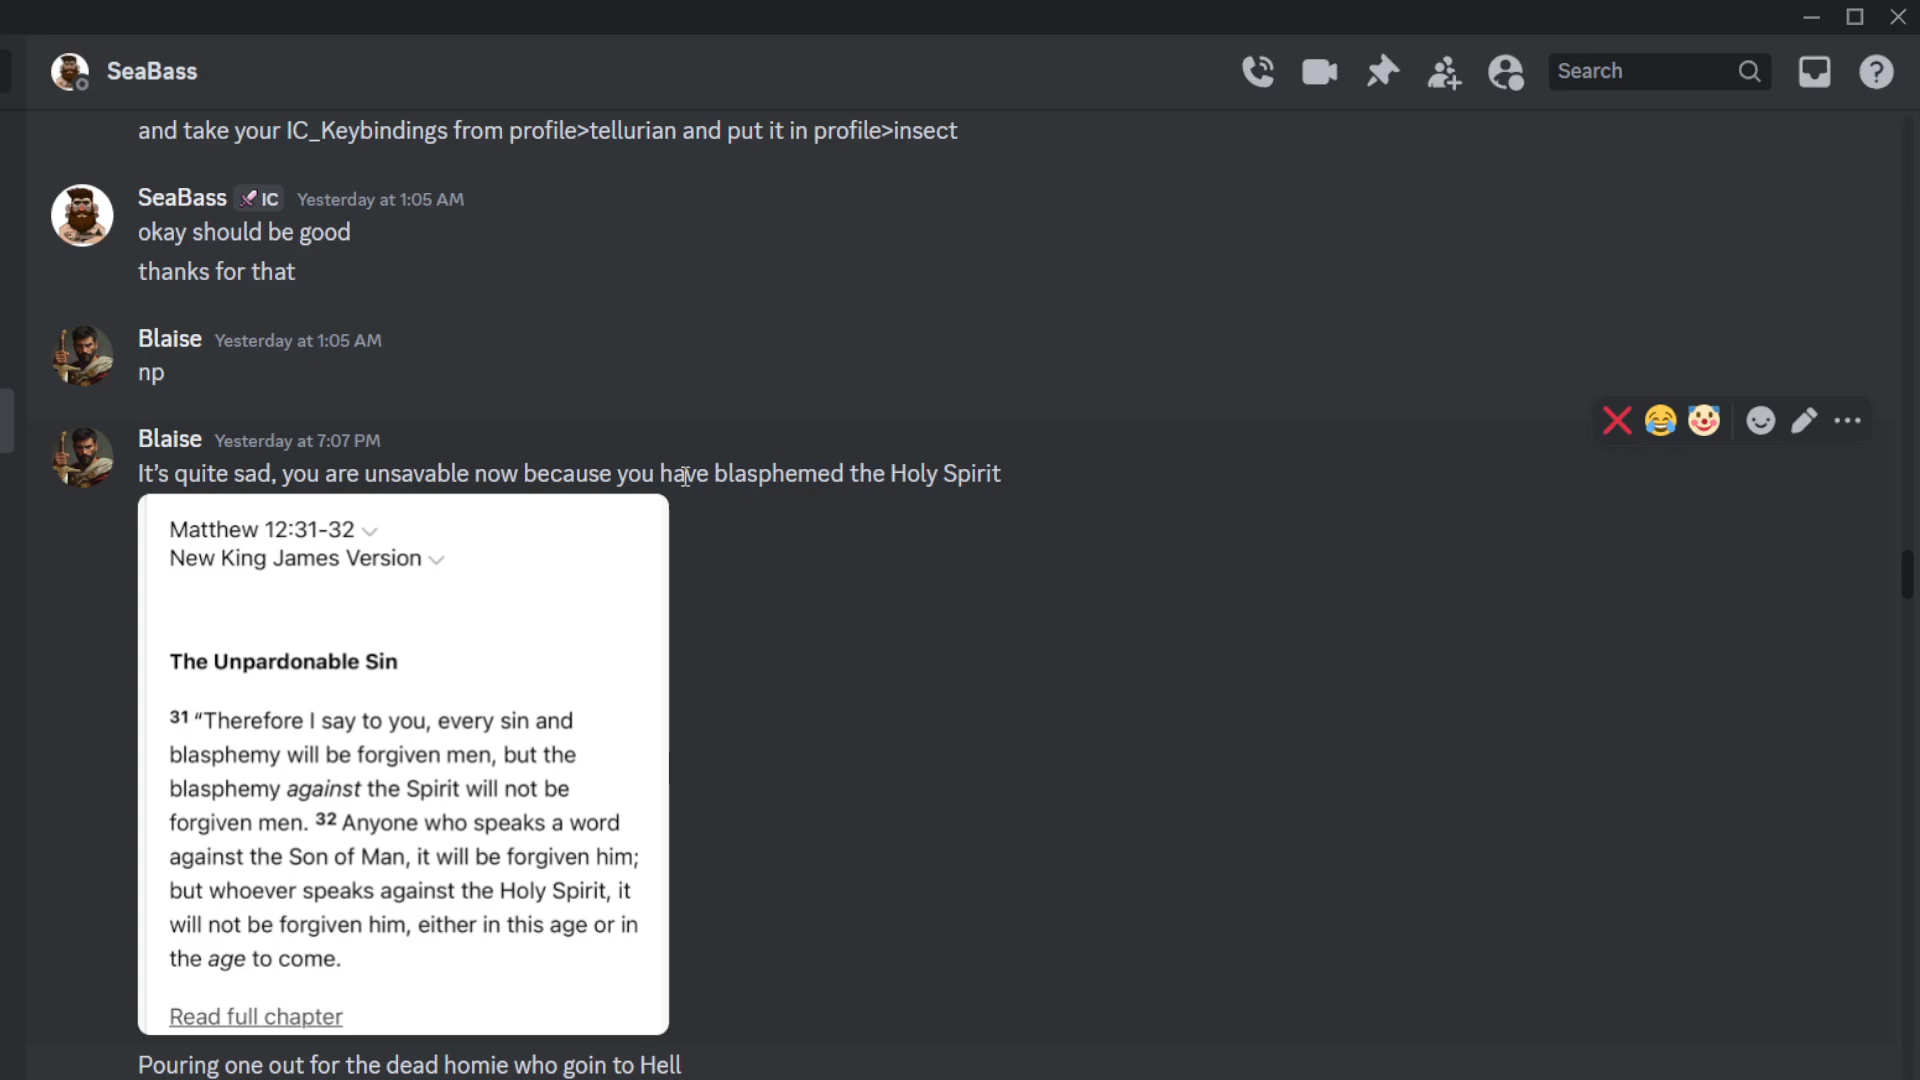 SeaBass
Search
and take your IC_Keybindings from profile>tellurian and put it in profile>insect
SeaBass IC Yesterday at 1:05 AM
okay should be good
thanks for that
Blaise Yesterday at 1:05 AM
np
Blaise Yesterday at 7:07 PM
It's quite sad, you are unsavable now because you have blasphemed the Holy Spirit
Matthew 12:31-32
New King James Version
The Unpardonable Sin
31 “Therefore I say to you, every sin and
blasphemy will be forgiven men, but the
blasphemy against the Spirit will not be
forgiven men. 32 Anyone who speaks a word
against the Son of Man, it will be forgiven him;
but whoever speaks against the Holy Spirit, it
will not be forgiven him, either in this age or in
the age to come.
Read full chapter
Pouring one out for the dead homie who goin to Hell